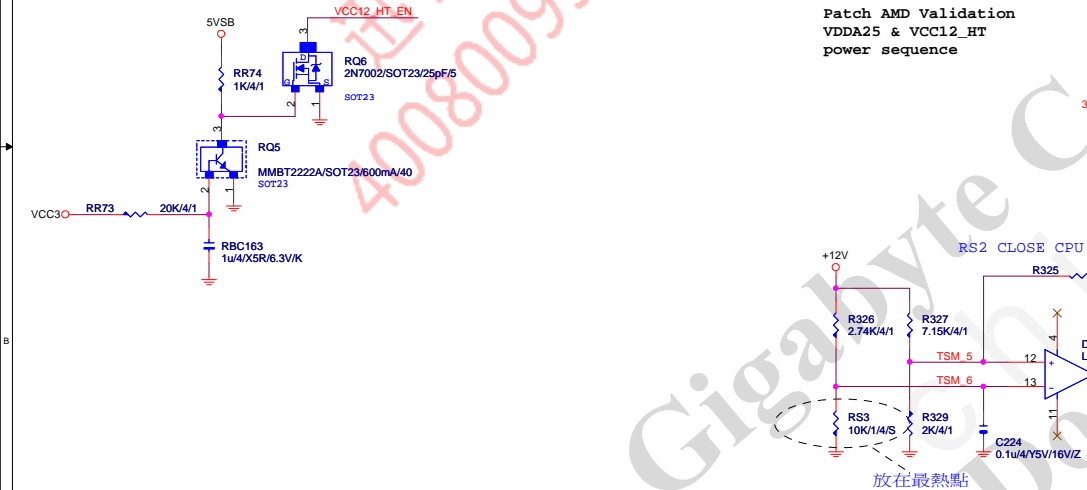 VCC12_HT_EN
5VSB
3
D
G
S
RQ6
2N7002/SOT23/25pF/5
SOT23
RR74
1K/4/1
2
1
3
RQ5
MMBT2222A/SOT23/600mA/40
SOT23
2
1
VCC3
RR73
20K/4/1
RBC163
1u/4/X5R/6.3V/K
B
Patch AMD Validation
VDDA25 & VCC12_HT
power sequence
3
RS2 CLOSE CPU
+12V
R325
R326
2.74K/4/1
R327
7.15K/4/1
4
TSM_5
12
+
TSM_6
13
-
11
D
L
RS3
10K/1/4/S
R329
2K/4/1
C224
0.1u/4/Y5V/16V/Z
放在最熱點
Gigabyte C
4008009